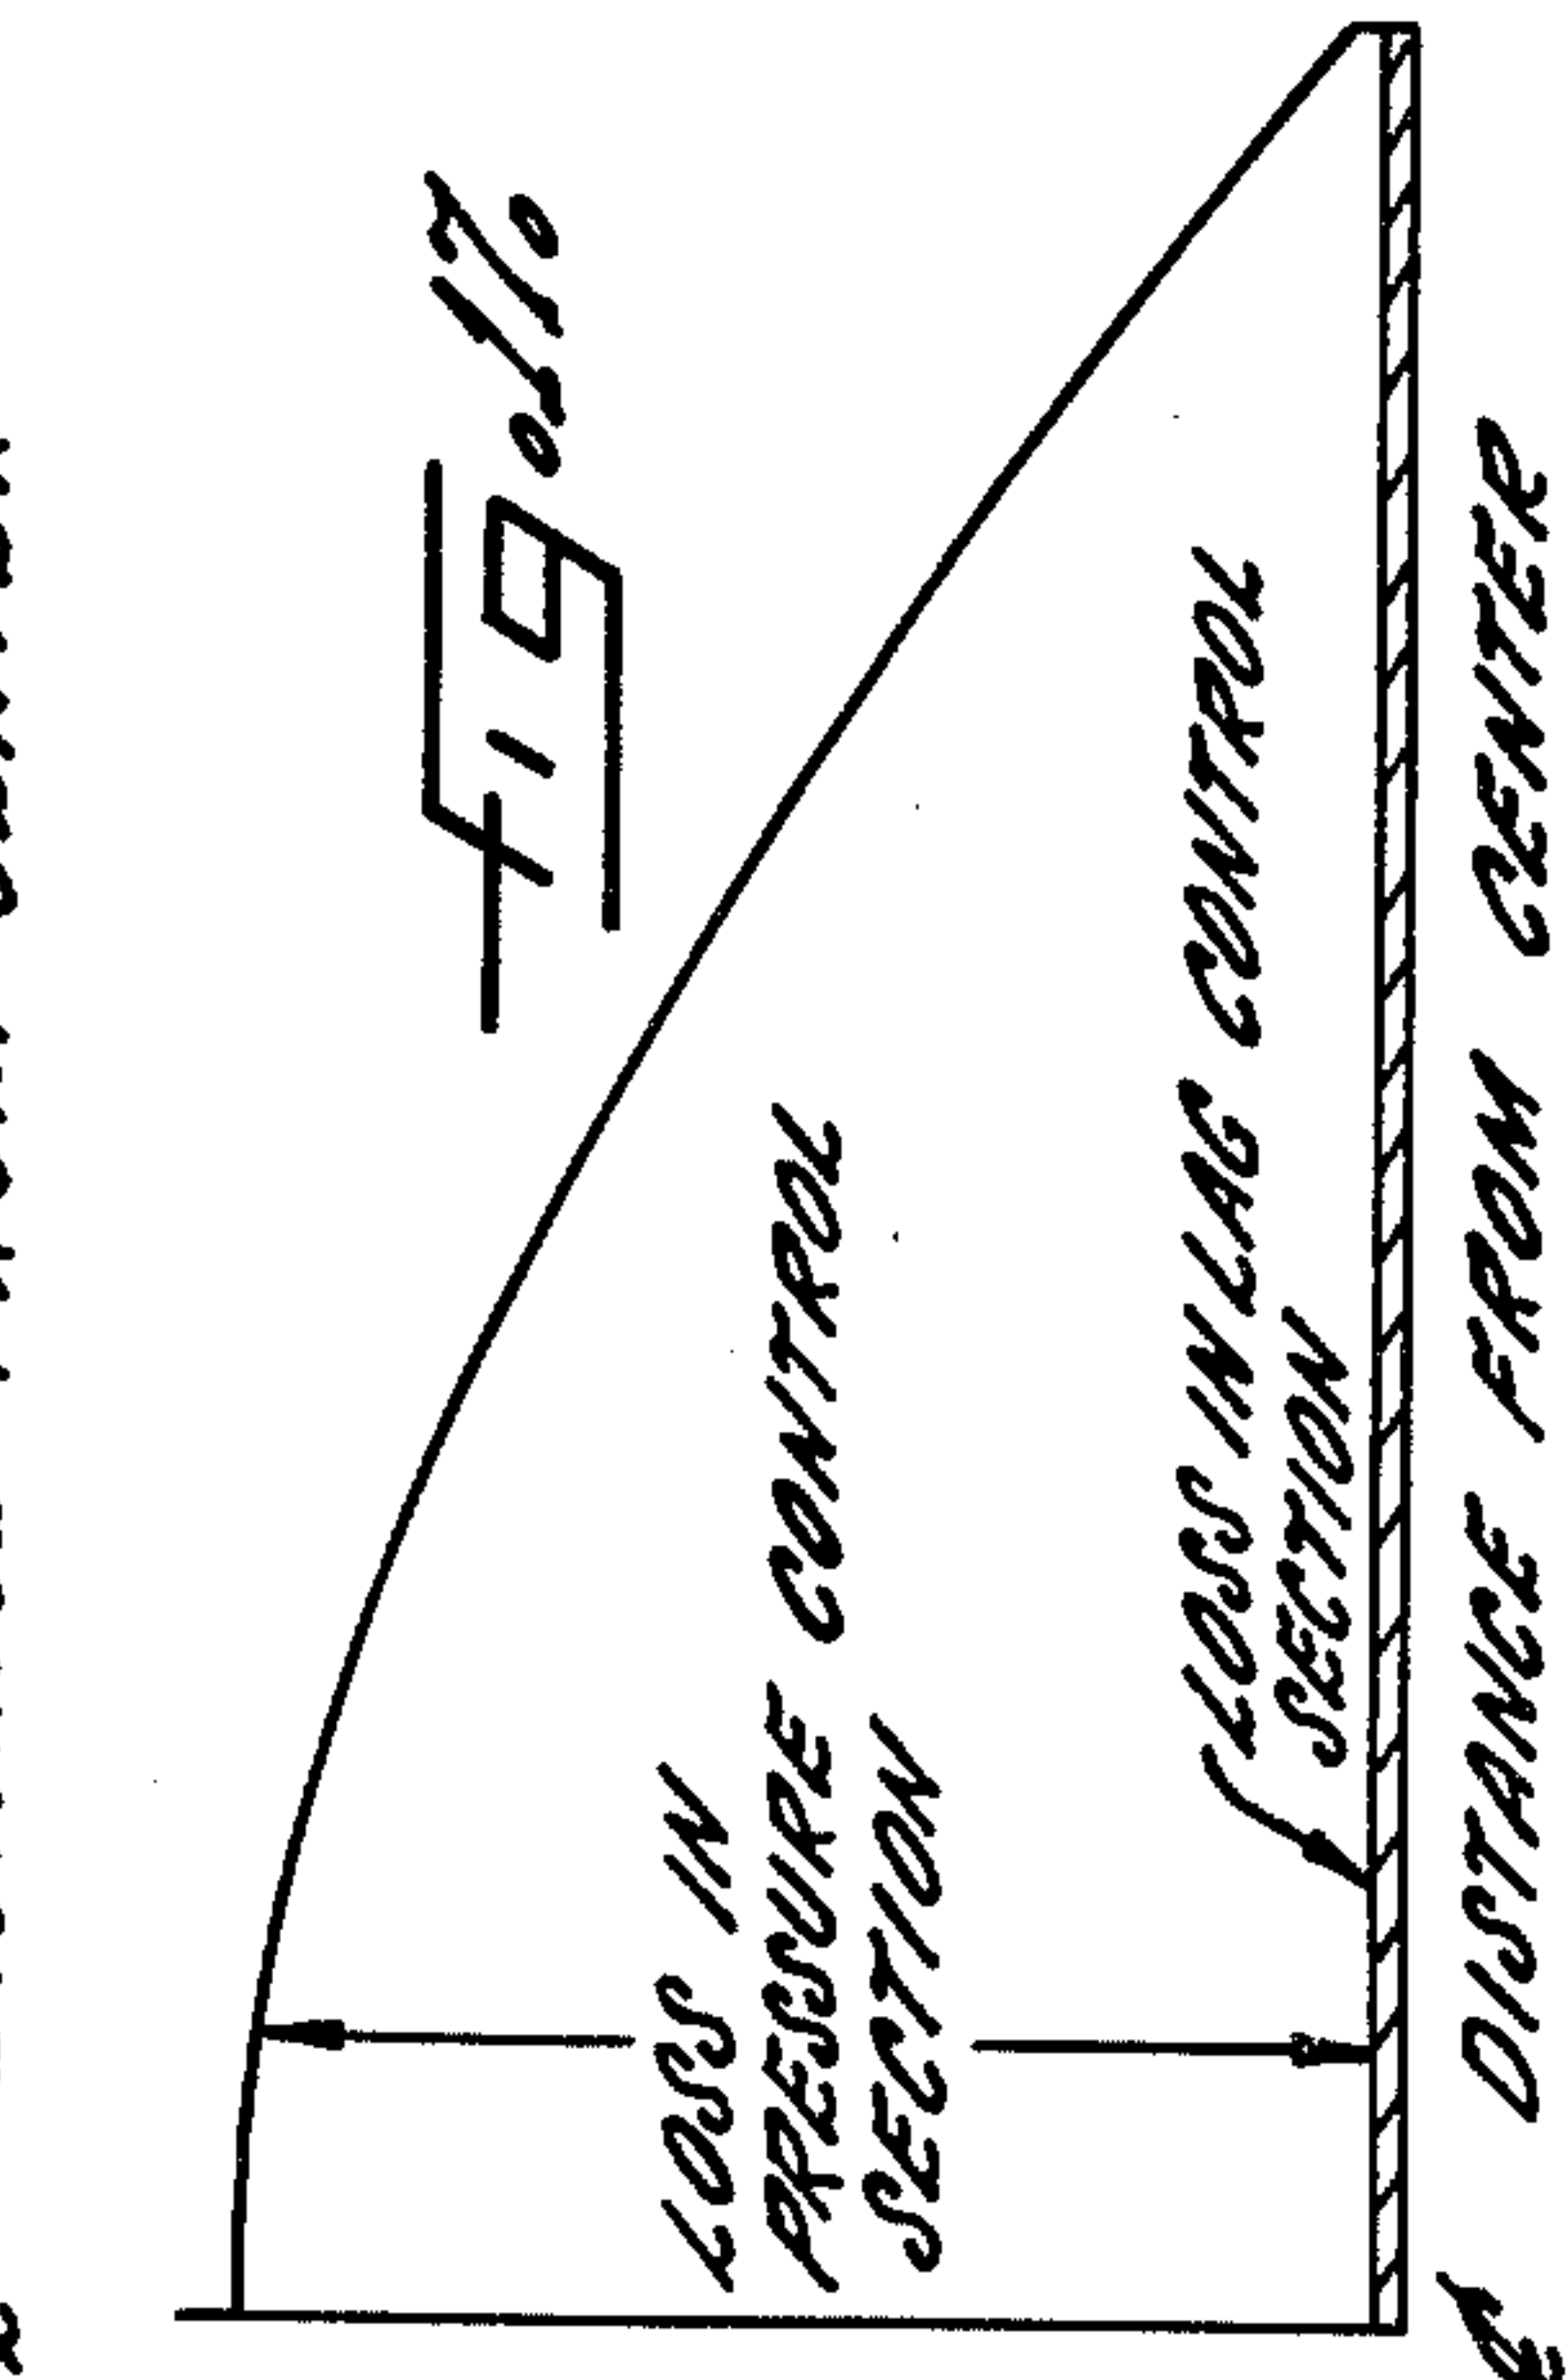 Fig. 17.
LOSS IN
PRESSURE CONTROL
SECTION
LOSS IN LAG CONTROL
SECTION
DISTANCE FROM CENTER